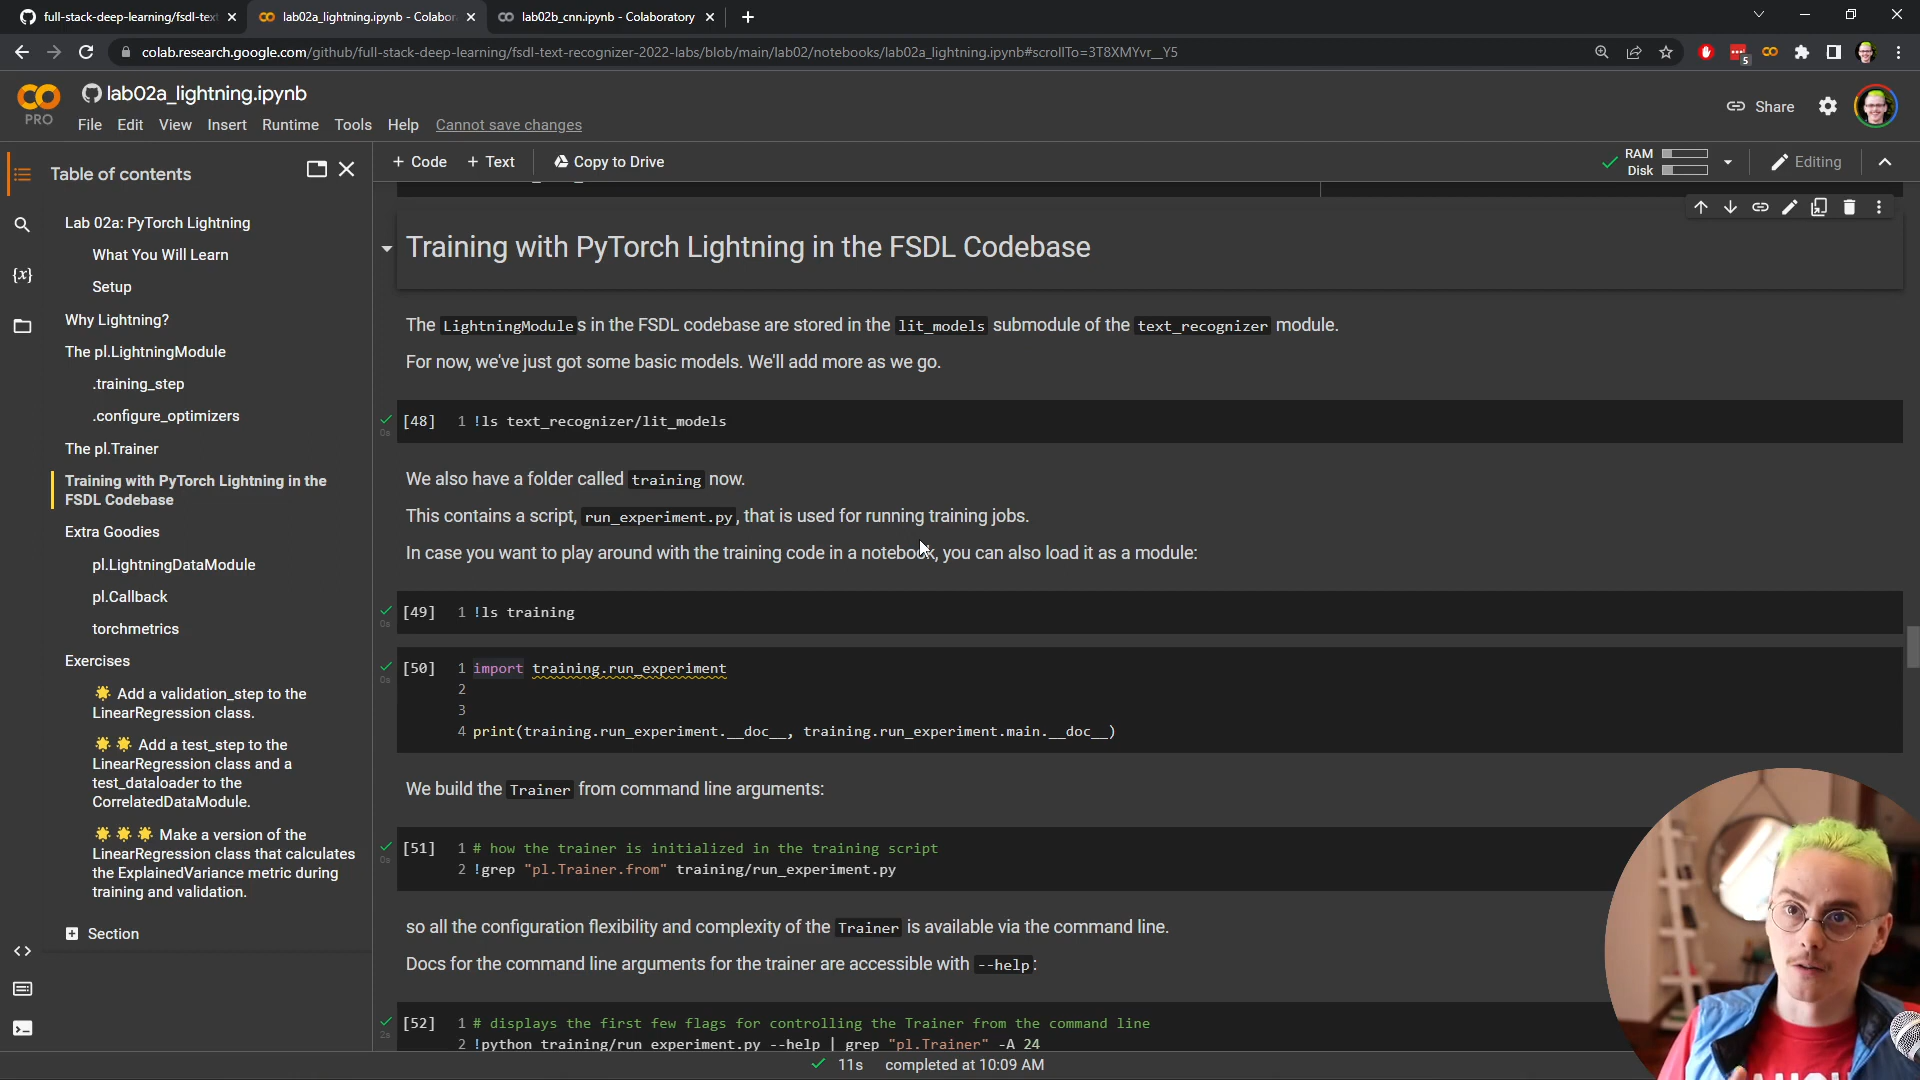 full-stack-deep-learning/fsdl-text
lab02a_lightning.ipynb - Colabor
lab02b_cnn.ipynb - Colaboratory
colab.research.google.com/github/full-stack-deep-learning/fsdl-text-recognizer-2022-labs/blob/main/lab02/notebooks/lab02a_lightning.ipynb#scrollTo=3T8XMYvr__Y5
5
PRO
lab02a_lightning.ipynb
File Edit View Insert Runtime Tools Help Cannot save changes
Share
+ Code + Text Copy to Drive
RAM
Disk
Editing
Table of contents
Lab 02a: PyTorch Lightning
What You Will Learn
Setup
Why Lightning?
The pl.LightningModule
.training_step
.configure_optimizers
The pl.Trainer
Training with PyTorch Lightning in the
FSDL Codebase
Extra Goodies
pl.LightningDataModule
pl.Callback
torchmetrics
Exercises
🌟 Add a validation_step to the
LinearRegression class.
🌟 🌟 Add a test_step to the
LinearRegression class and a
test_dataloader to the
CorrelatedDataModule.
🌟 🌟 🌟 Make a version of the
LinearRegression class that calculates
the ExplainedVariance metric during
training and validation.
Section
{x}
Training with PyTorch Lightning in the FSDL Codebase
The LightningModules in the FSDL codebase are stored in the lit_models submodule of the text_recognizer module.
For now, we've just got some basic models. We'll add more as we go.
[48] 1 !ls text_recognizer/lit_models
0s
We also have a folder called training now.
This contains a script, run_experiment.py, that is used for running training jobs.
In case you want to play around with the training code in a notebook, you can also load it as a module:
[49] 1 !ls training
0s
[50] 1 import training.run_experiment
0s
2
3
4 print(training.run_experiment.__doc__, training.run_experiment.main.__doc__)
We build the Trainer from command line arguments:
[51] 1 # how the trainer is initialized in the training script
0s
2 !grep "pl.Trainer.from" training/run_experiment.py
so all the configuration flexibility and complexity of the Trainer is available via the command line.
Docs for the command line arguments for the trainer are accessible with --help:
[52] 1 # displays the first few flags for controlling the Trainer from the command line
2s
2 !python training/run_experiment.py --help | grep "pl.Trainer" -A 24
11s completed at 10:09 AM